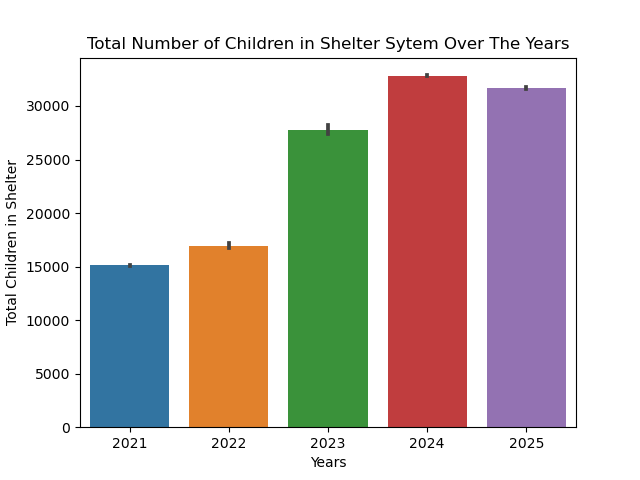 Total Number of Children in Shelter Sytem Over The Years
Total Children in Shelter
30000
25000
20000
15000
10000
5000
0
2021 2022 2023 2024 2025
Years